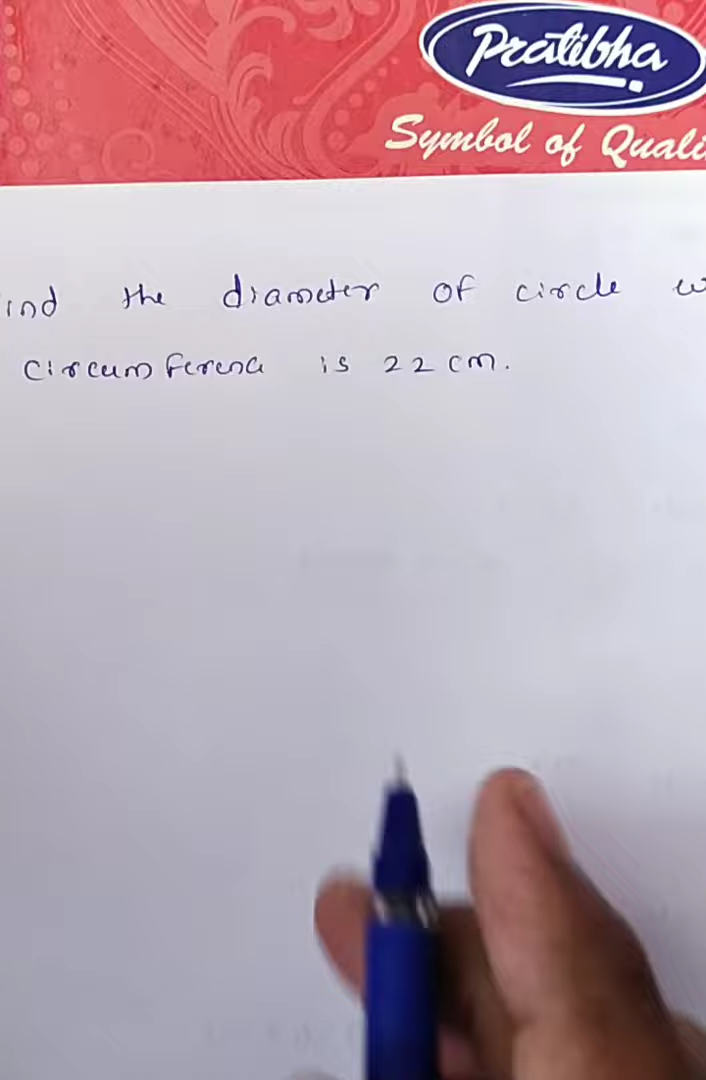 Pratibha
Symbol of Quali
ind the diameter of circle w
circumference is 22 cm.